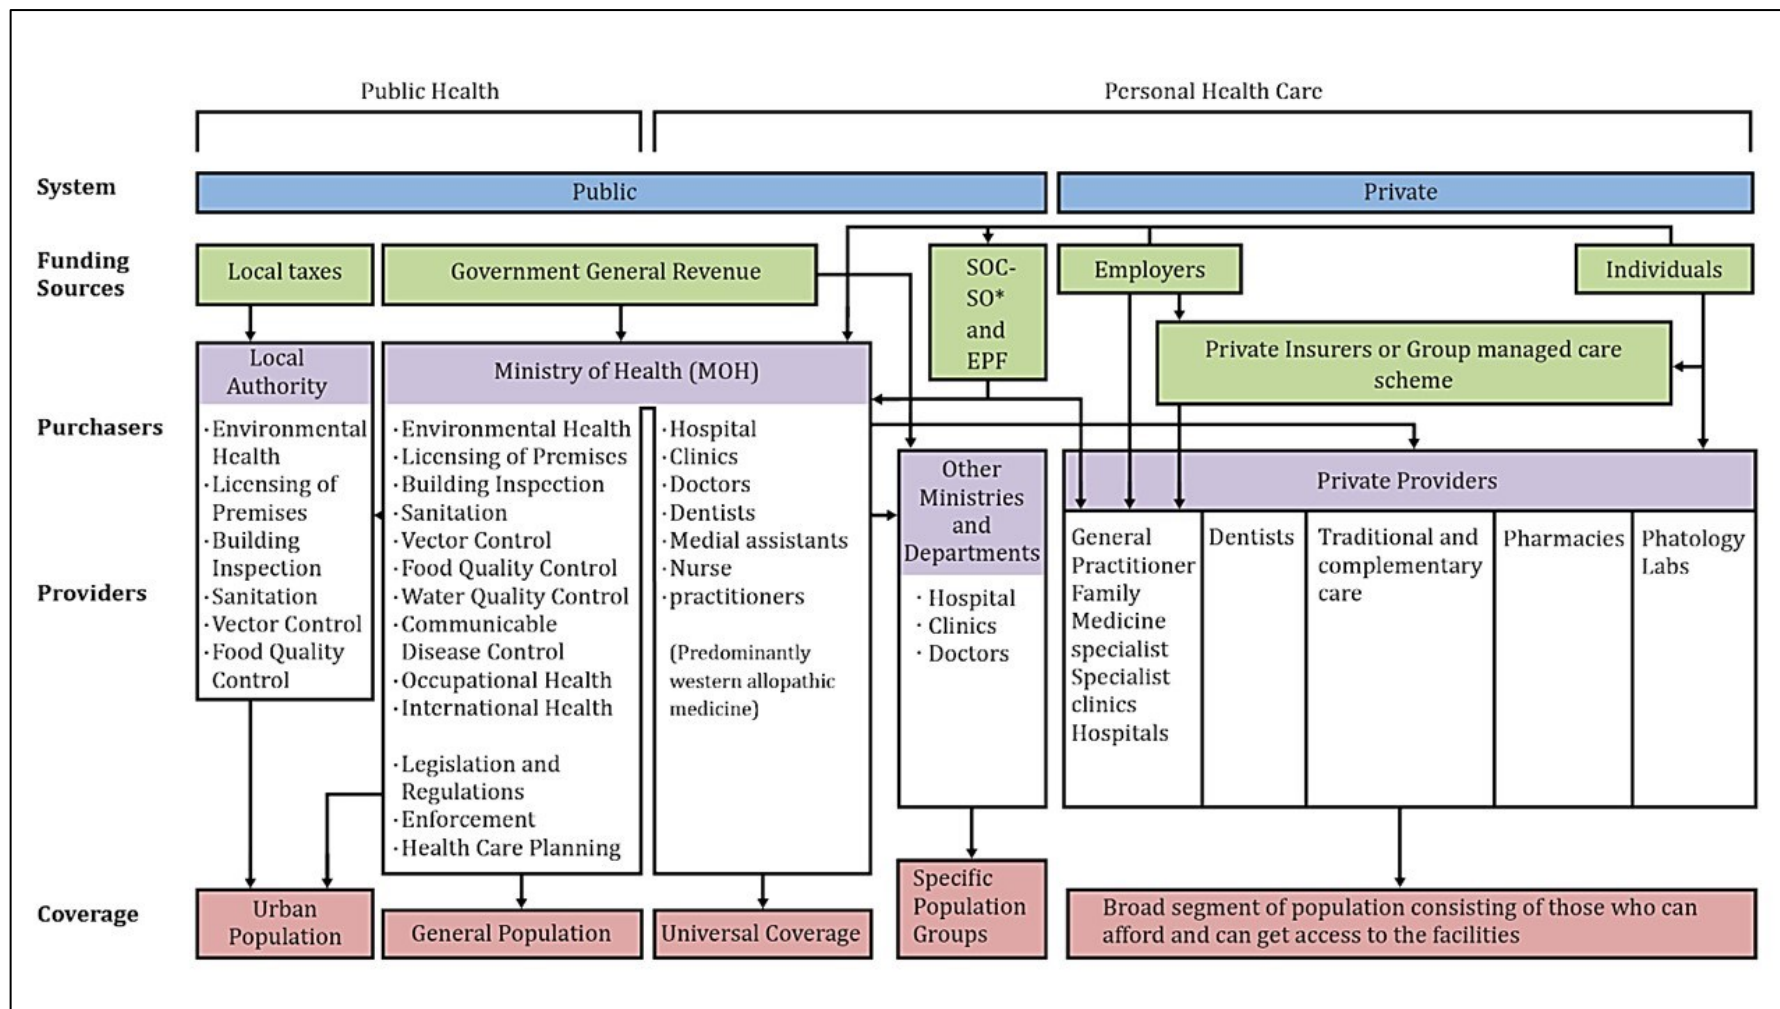 Public Health
Personal Health Care
System
Public
Private
Funding
Sources
Local taxes
Government General Revenue
SOC-
SO*
and
EPF
Employers
Individuals
Private Insurers or Group managed care
scheme
Purchasers
Providers
Local
Authority
·Environmental
Health
·Licensing of
Premises
·Building
Inspection
·Sanitation
·Vector Control
·Food Quality
Control
Ministry of Health (MOH)
·Environmental Health
·Licensing of Premises
·Building Inspection
·Sanitation
·Vector Control
·Food Quality Control
·Water Quality Control
·Communicable
Disease Control
·Occupational Health
·International Health
·Legislation and
Regulations
·Enforcement
·Health Care Planning
·Hospital
·Clinics
·Doctors
·Dentists
·Medial assistants
·Nurse
·practitioners
(Predominantly
western allopathic
medicine)
Other
Ministries
and
Departments
· Hospital
· Clinics
· Doctors
Private Providers
General
Practitioner
Family
Medicine
specialist
Specialist
clinics
Hospitals
Dentists
Traditional and
complementary
care
Pharmacies
Phatology
Labs
Coverage
Urban
Population
General Population
Universal Coverage
Specific
Population
Groups
Broad segment of population consisting of those who can
afford and can get access to the facilities